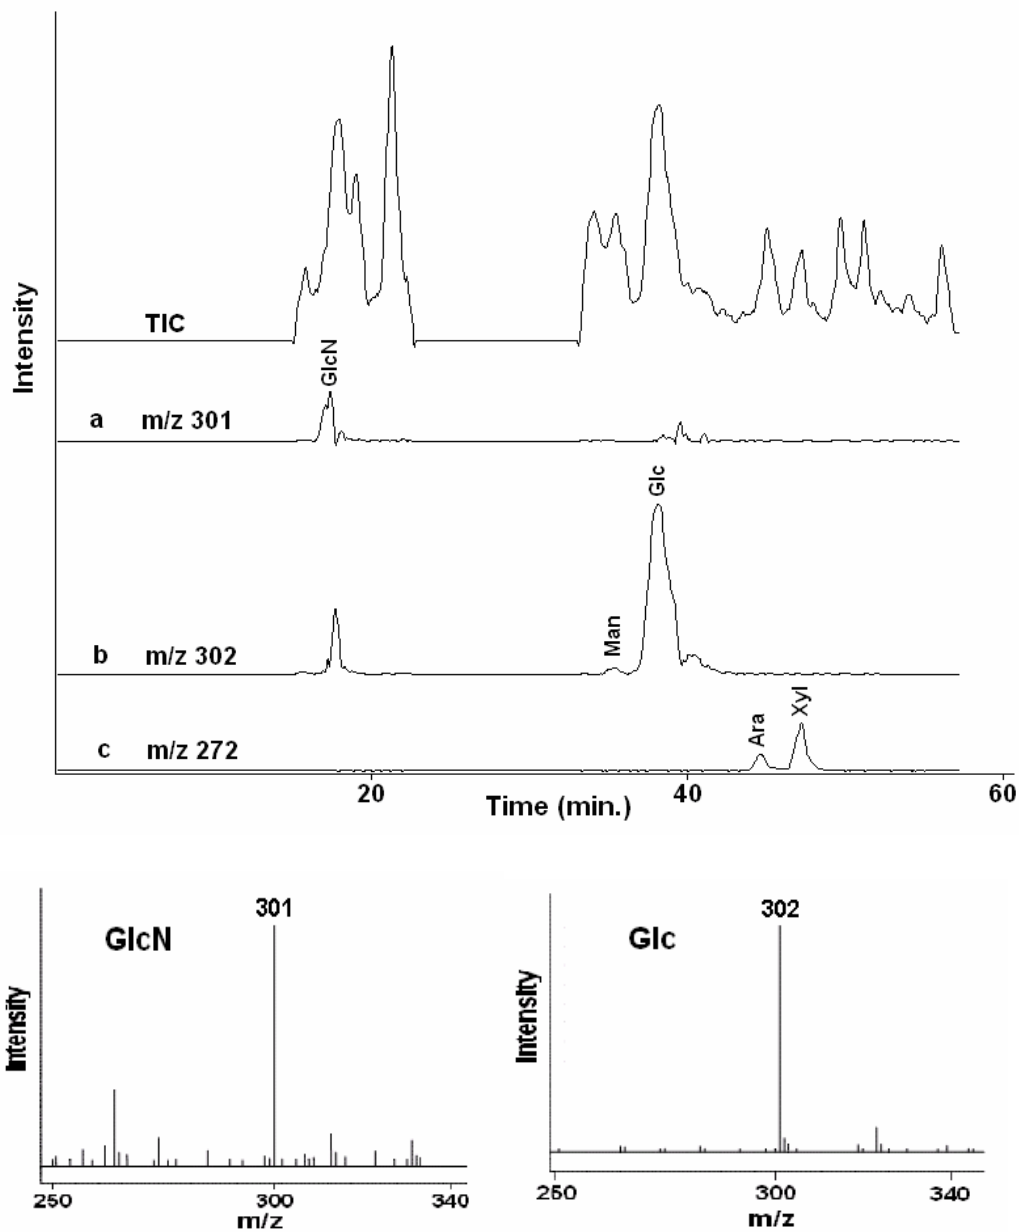 Intensity
TIC
GlcN
a m/z 301
Glc
Man
b m/z 302
Ara
Xyl
c m/z 272
20 40 60
Time (min.)
301
GlcN
Intensity
250 300 340
m/z
302
Glc
Intensity
250 300 340
m/z